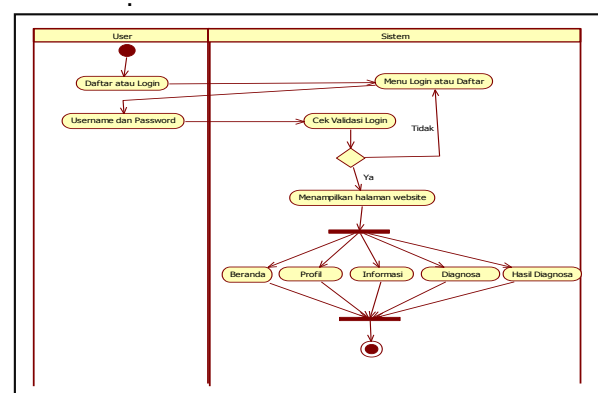 User
Sistem
Daftar atau Login
Menu Login atau Daftar
Username dan Password
Cek Validasi Login
Tidak
Ya
Menampilkan halaman website
Beranda
Profil
Informasi
Diagnosa
Hasil Diagnosa